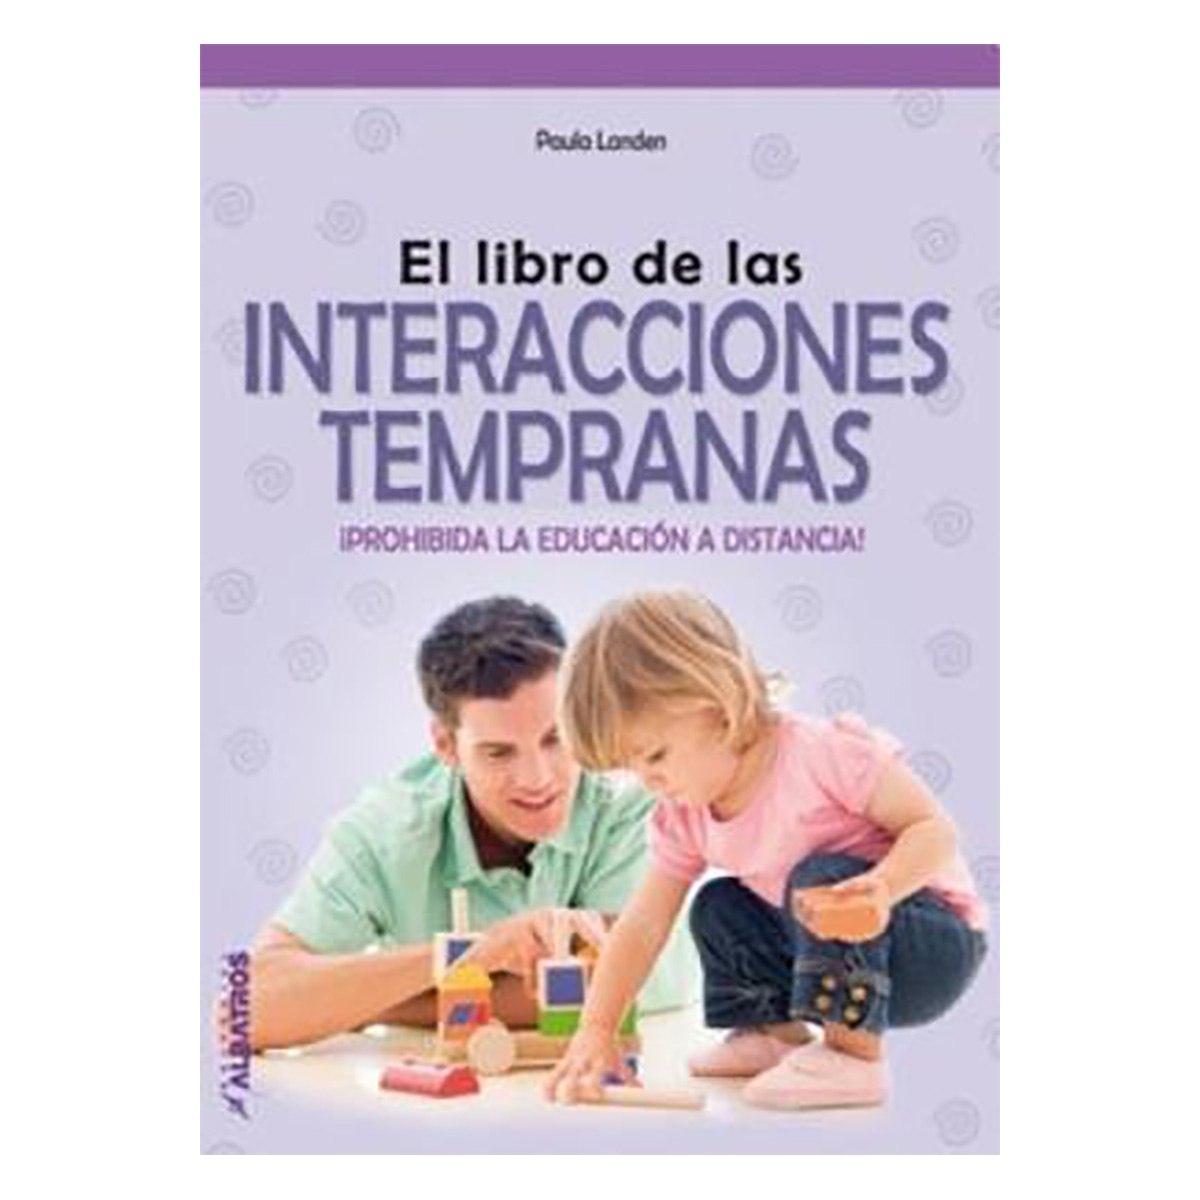 Paula Landen
El libro de las
INTERACCIONES
TEMPRANAS
¡PROHIBIDA LA EDUCACIÓN A DISTANCIA!
ALBATROS